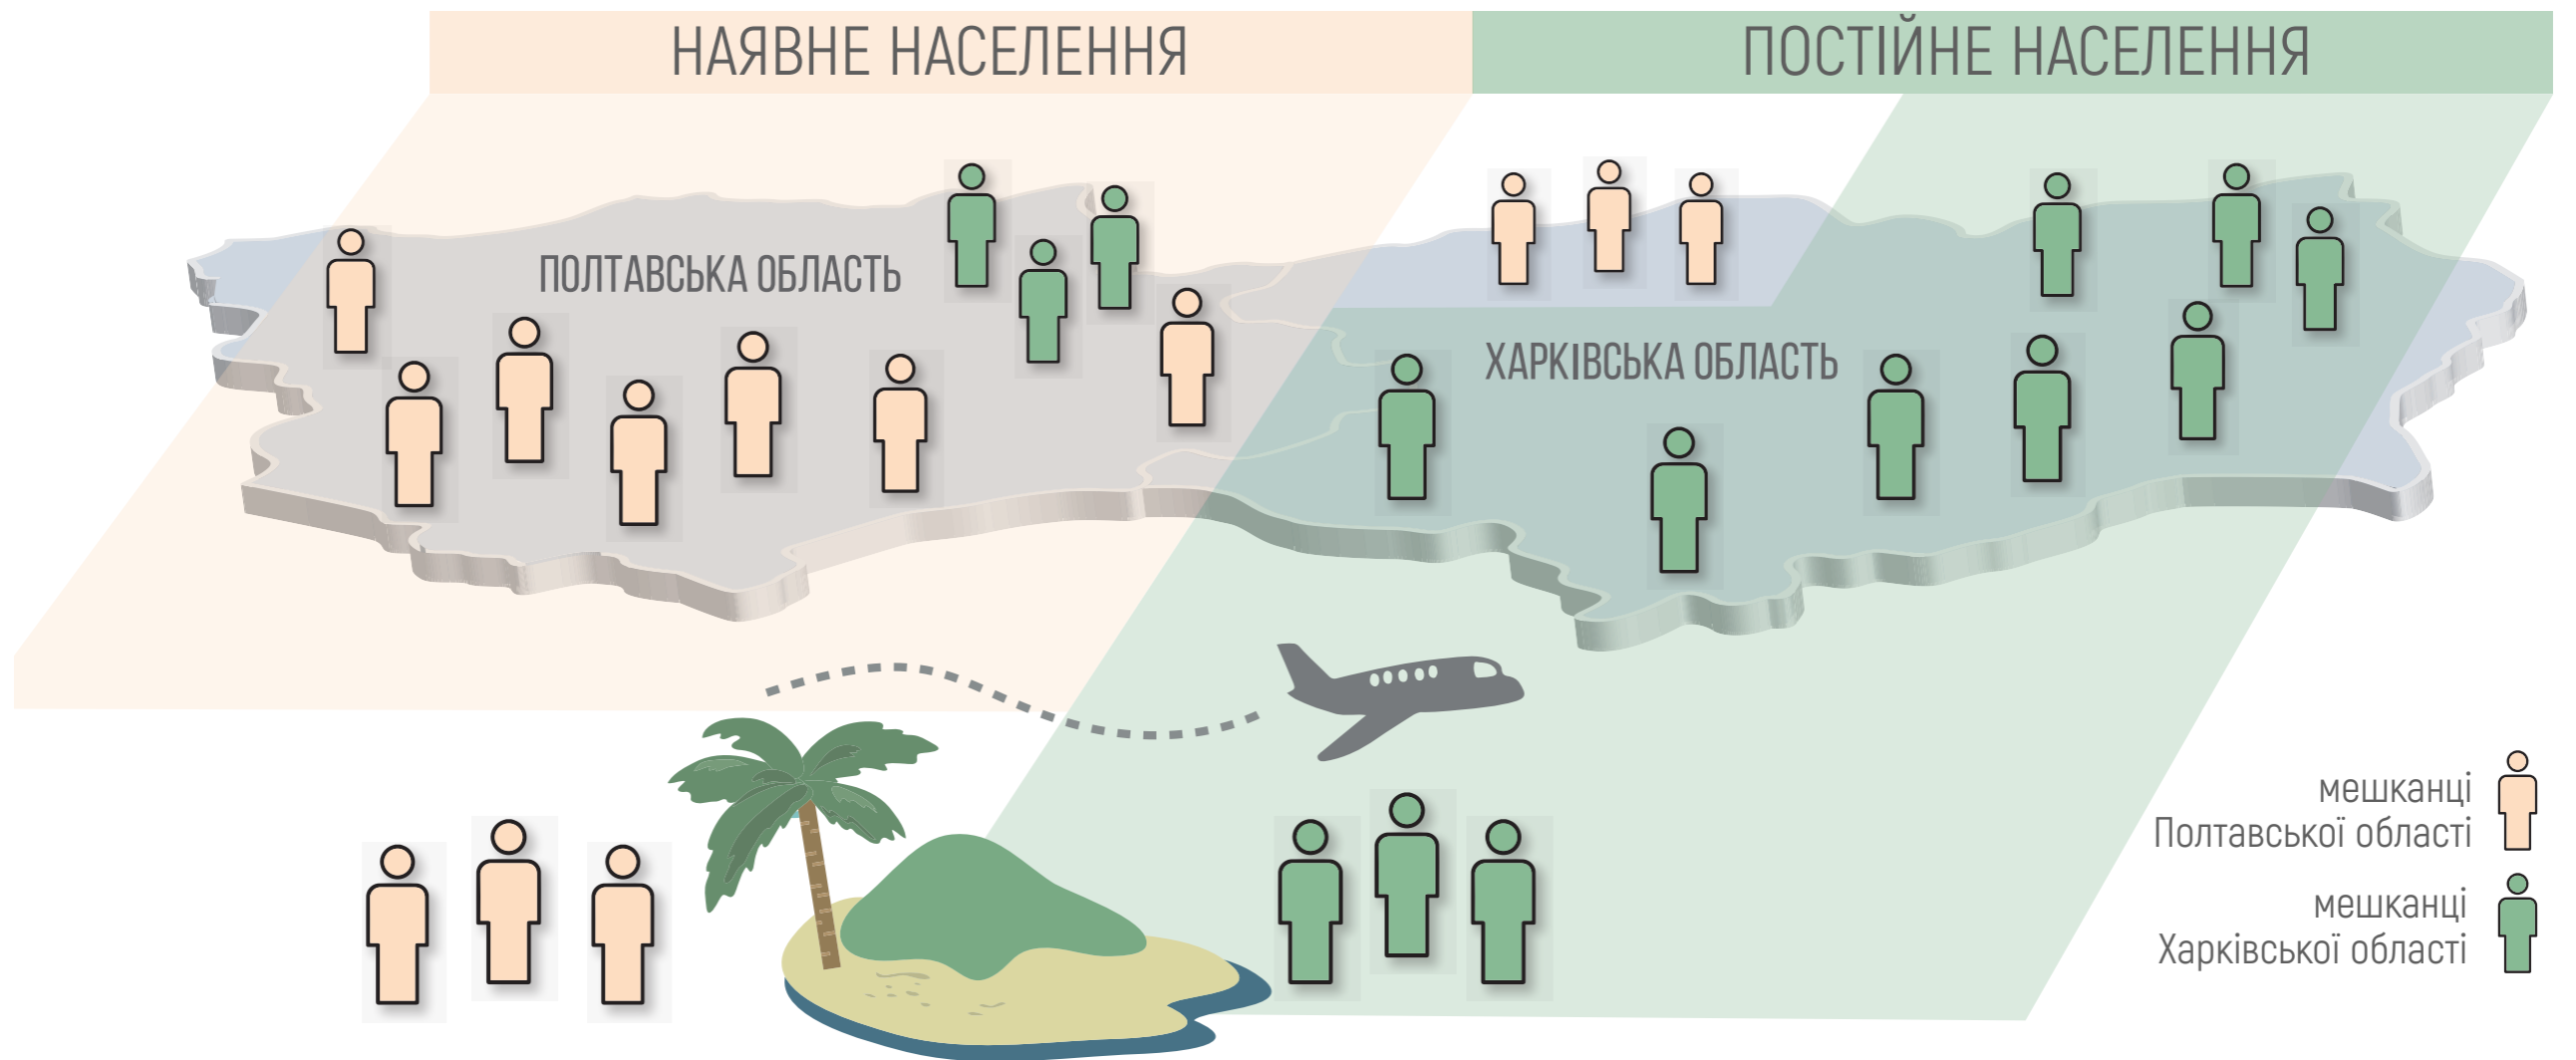 НАЯВНЕ НАСЕЛЕННЯ
ПОСТІЙНЕ НАСЕЛЕННЯ
ПОЛТАВСЬКА ОБЛАСТЬ
ХАРКІВСЬКА ОБЛАСТЬ
мешканці
Полтавської області
мешканці
Харківської області